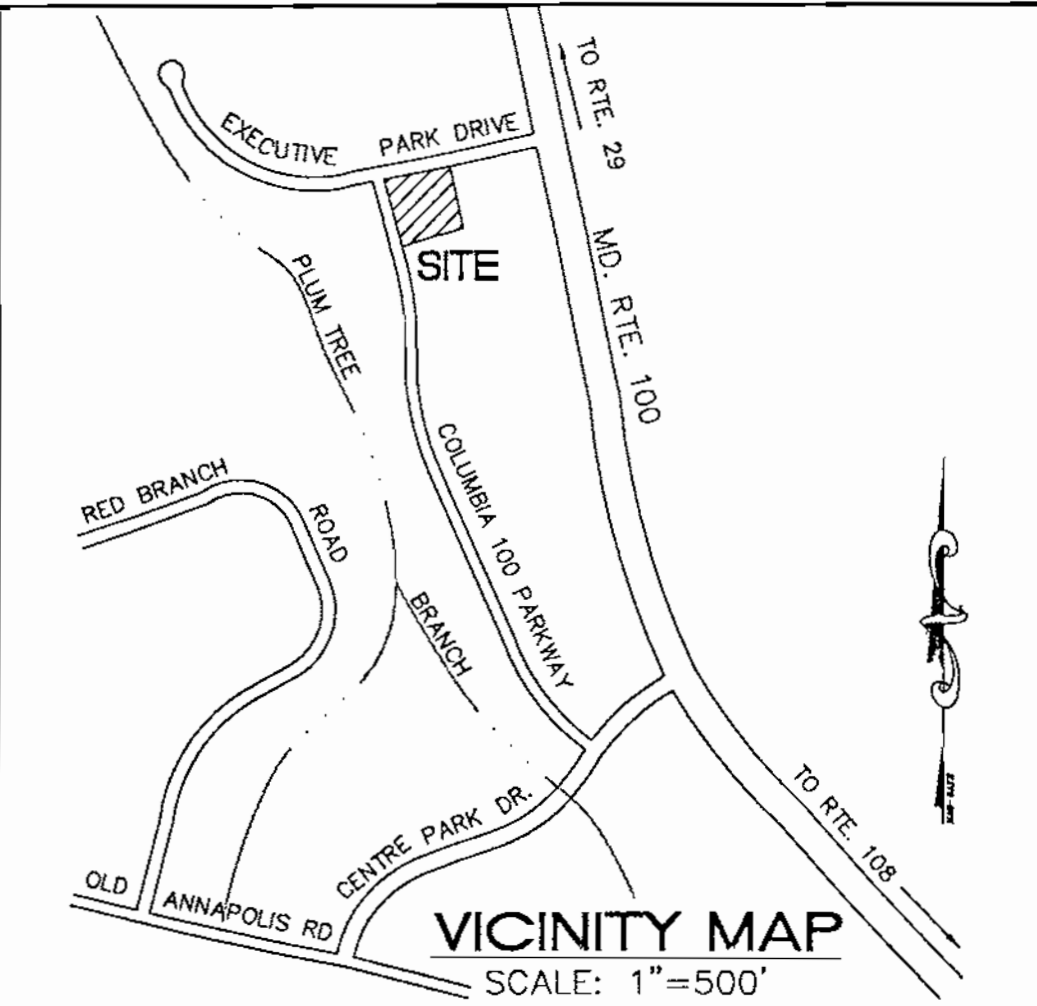 TO RTE. 29
EXECUTIVE PARK DRIVE
SITE
MD. RTE. 100
PLUM TREE
COLUMBIA 100 PARKWAY
RED BRANCH
ROAD
BRANCH
TO RTE. 108
CENTRE PARK DR.
OLD ANNAPOLIS RD
VICINITY MAP
SCALE: 1"=500'